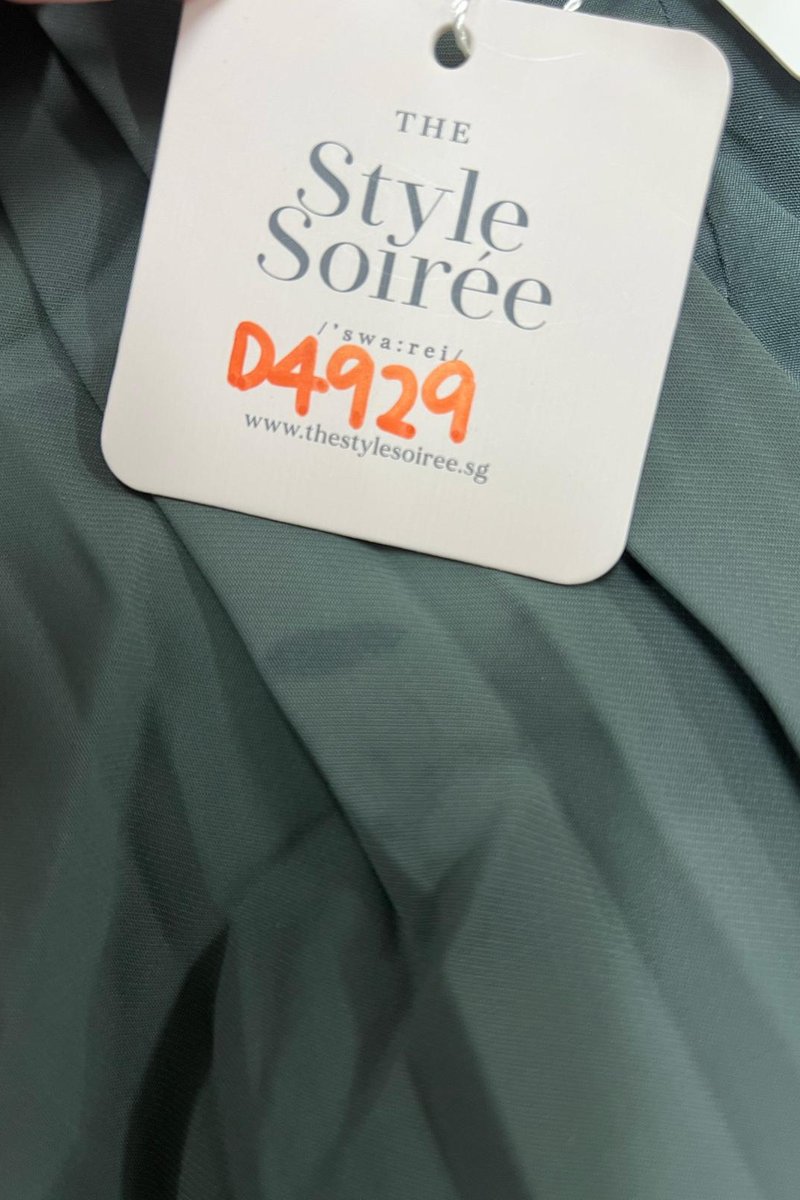 THE
Style
Soirée
/'swa:rei/
D4929
www.thestylesoiree.sg